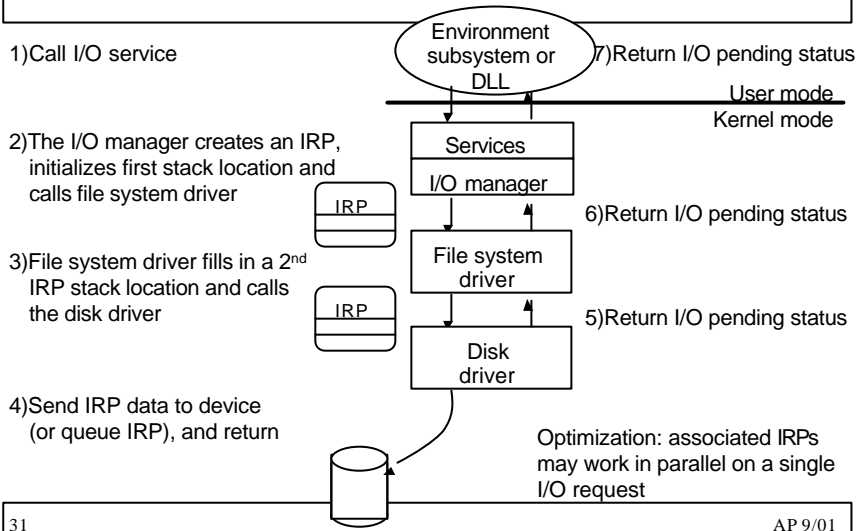 Environment
subsystem or
DLL
1)Call I/O service
7)Return I/O pending status
User mode
Kernel mode
2)The I/O manager creates an IRP,
initializes first stack location and
calls file system driver
Services
I/O manager
IRP
6)Return I/O pending status
3)File system driver fills in a 2nd
IRP stack location and calls
the disk driver
File system
driver
IRP
5)Return I/O pending status
Disk
driver
4)Send IRP data to device
(or queue IRP), and return
Optimization: associated IRPs
may work in parallel on a single
I/O request
31
AP 9/01